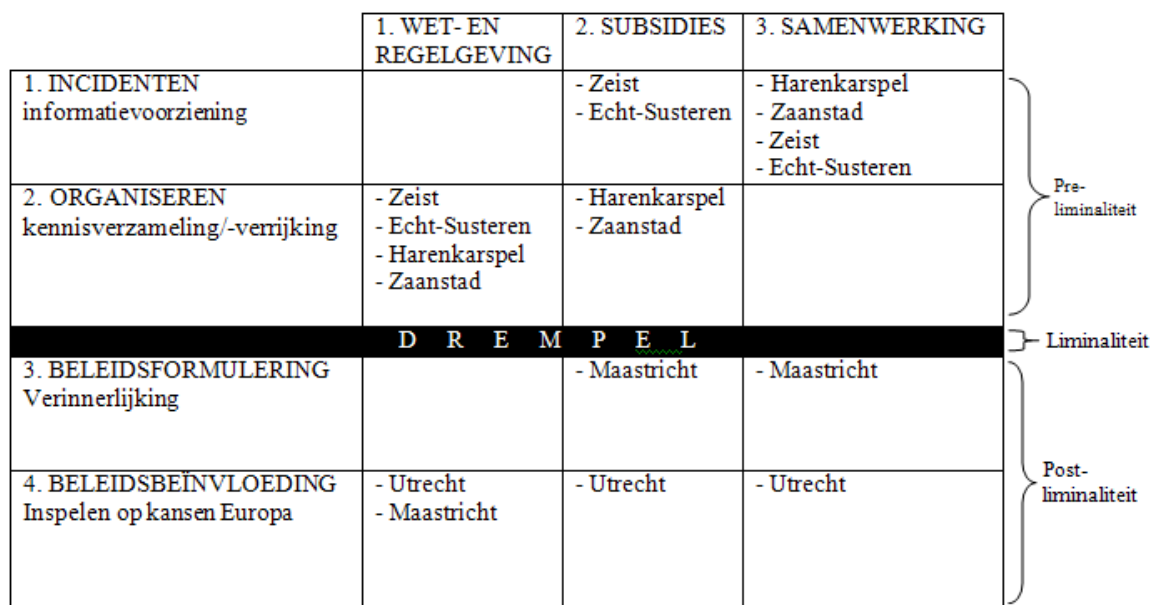 1. WET- EN REGELGEVING
2. SUBSIDIES
3. SAMENWERKING
1. INCIDENTEN
informatievoorziening
- Zeist
- Echt-Susteren
- Harenkarspel
- Zaanstad
- Zeist
- Echt-Susteren
2. ORGANISEREN
kennisverzameling/-verrijking
- Zeist
- Echt-Susteren
- Harenkarspel
- Zaanstad
- Harenkarspel
- Zaanstad
Pre-
liminaliteit
D R E M P E L
Liminaliteit
3. BELEIDSFORMULERING
Verinnerlijking
- Maastricht
- Maastricht
4. BELEIDSBEÏNVLOEDING
Inspelen op kansen Europa
- Utrecht
- Maastricht
- Utrecht
- Utrecht
Post-
liminaliteit